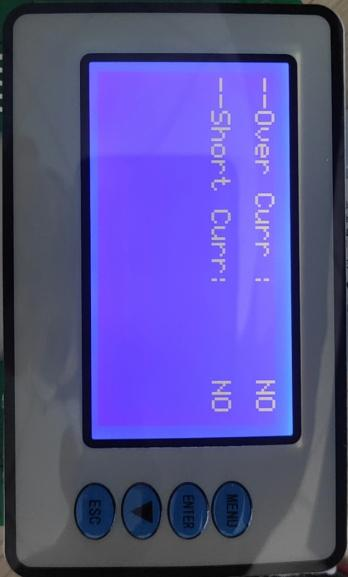 --Over Curr : NO
--Short Curr: NO
MENU
ENTER
ESC